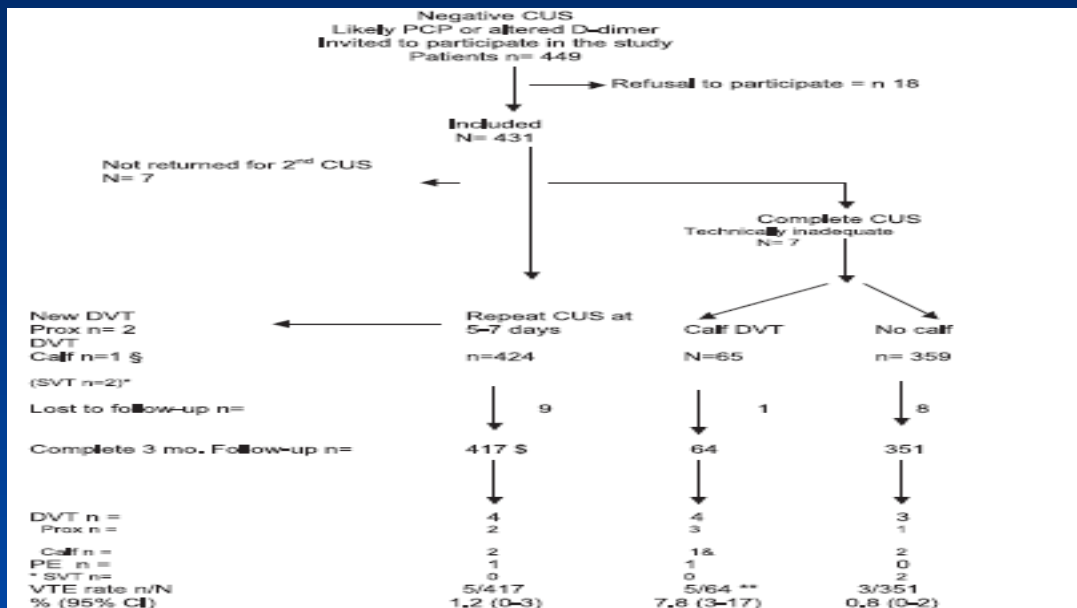 Negative CUS
Likely PCP or altered D-dimer
Invited to participate in the study
Patients n= 449
Refusal to participate = n 18
Included
N= 431
Not returned for 2nd CUS
N= 7
Complete CUS
Technically inadequate
N= 7
New DVT
Prox n= 2
DVT
Calf n=1 §
(SVT n=2)*
Repeat CUS at
5-7 days
n=424
Calf DVT
N=65
No calf
n= 359
Lost to follow-up n= 9 1 8
Complete 3 mo. Follow-up n= 417 $ 64 351
DVT n = 4 4 3
Prox n = 2 3 1
Calf n = 2 1& 2
PE n = 1 1 0
* SVT n= 0 0 2
VTE rate n/N 5/417 5/64 ** 3/351
% (95% CI) 1.2 (0-3) 7.8 (3-17) 0.8 (0-2)